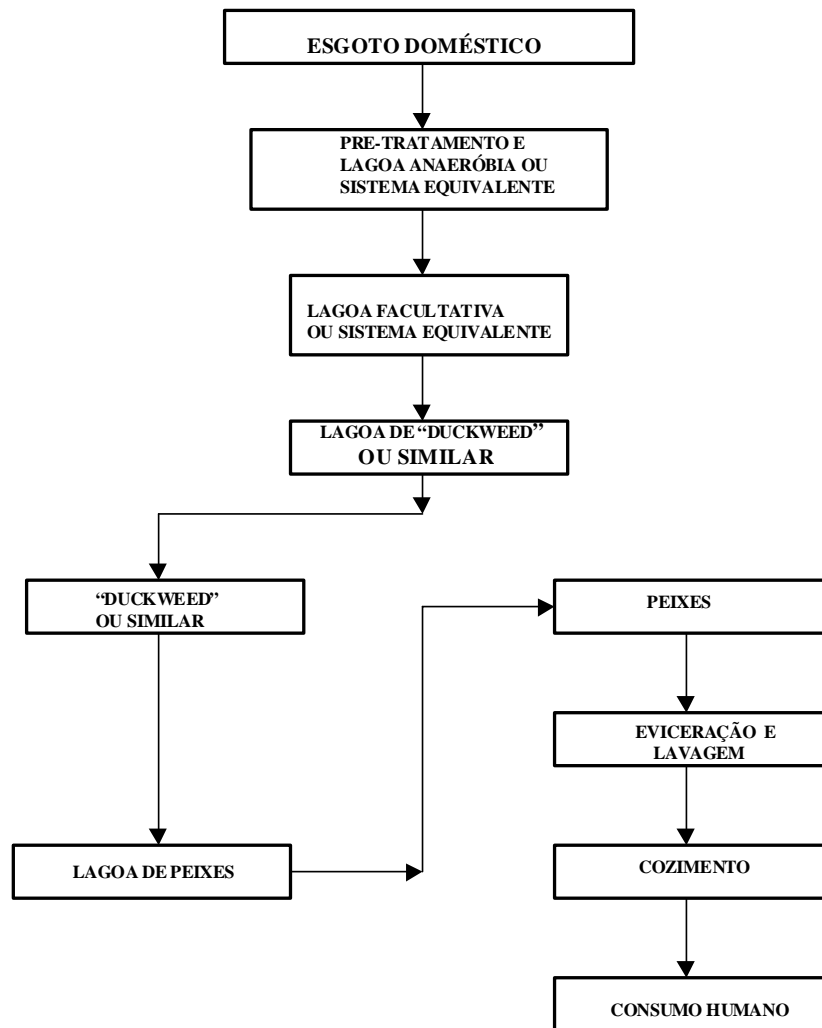 ESGOTO DOMÉSTICO
PRE-TRATAMENTO E
LAGOA ANAERÓBIA OU
SISTEMA EQUIVALENTE
LAGOA FACULTATIVA
OU SISTEMA EQUIVALENTE
LAGOA DE “DUCKWEED”
OU SIMILAR
“DUCKWEED”
OU SIMILAR
LAGOA DE PEIXES
PEIXES
EVICERAÇÃO E
LAVAGEM
COZIMENTO
CONSUMO HUMANO